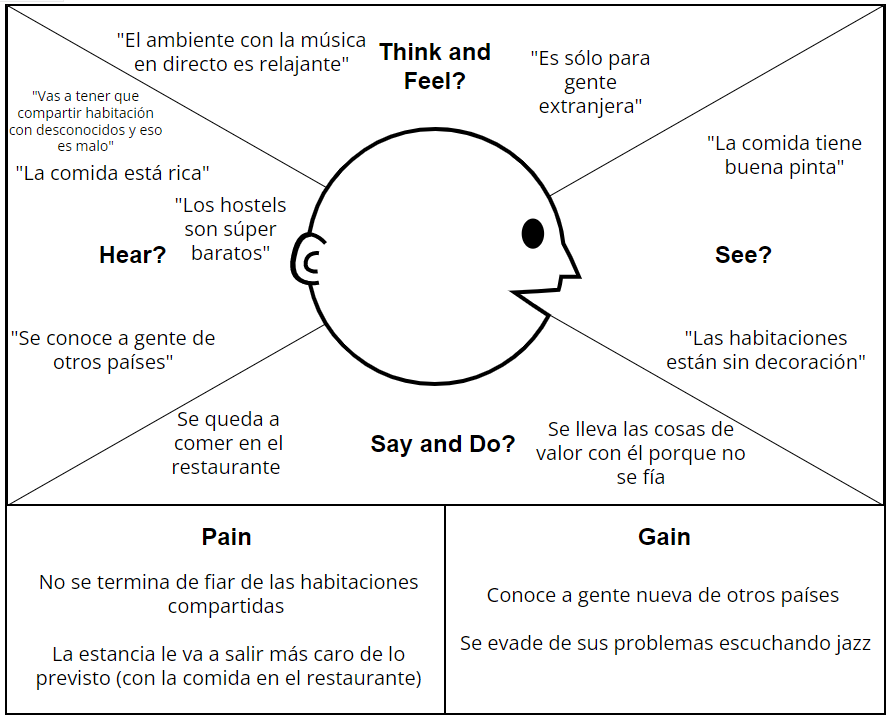 "El ambiente con la música
en directo es relajante"
Think and
Feel?
"Es sólo para
gente
extranjera"
"Vas a tener que
compartir habitación
con desconocidos y eso
es malo"
"La comida está rica"
"Los hostels
son súper
baratos"
Hear?
"Se conoce a gente de
otros países"
"La comida tiene
buena pinta"
See?
"Las habitaciones
están sin decoración"
Se queda a
comer en el
restaurante
Say and Do?
Se lleva las cosas de
valor con él porque no
se fía
Pain
No se termina de fiar de las habitaciones
compartidas
La estancia le va a salir más caro de lo
previsto (con la comida en el restaurante)
Gain
Conoce a gente nueva de otros países
Se evade de sus problemas escuchando jazz